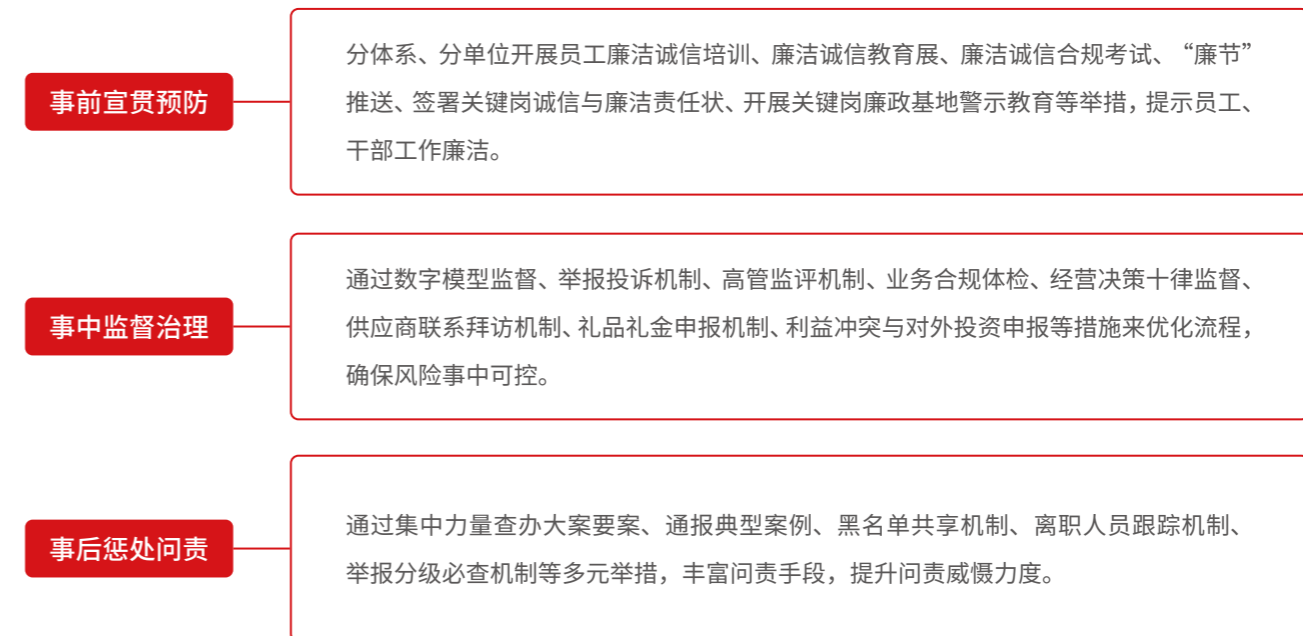 事前宣贯预防
分体系、分单位开展员工廉洁诚信培训、廉洁诚信教育展、廉洁诚信合规考试、“廉节”
推送、签署关键岗诚信与廉洁责任状、开展关键岗廉政基地警示教育等举措，提示员工、
干部工作廉洁。
事中监督治理
通过数字模型监督、举报投诉机制、高管监评机制、业务合规体检、经营决策十律监督、
供应商联系拜访机制、礼品礼金申报机制、利益冲突与对外投资申报等措施来优化流程，
确保风险事中可控。
事后惩处问责
通过集中力量查办大案要案、通报典型案例、黑名单共享机制、离职人员跟踪机制、
举报分级必查机制等多元举措，丰富问责手段，提升问责威慑力度。